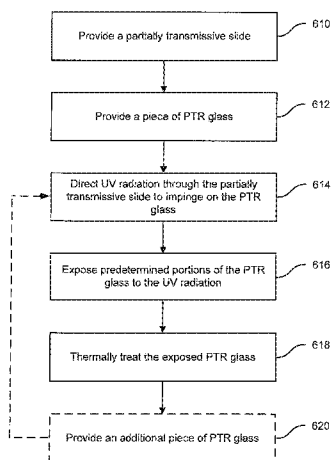 Provide a partially transmissive slide
610
Provide a piece of PTR glass
612
Direct UV radiation through the partially
transmissive slide to impinge on the PTR
glass
614
Expose predetermined portions of the PTR
glass to the UV radiation
616
Thermally treat the exposed PTR glass
618
Provide an additional piece of PTR glass
620